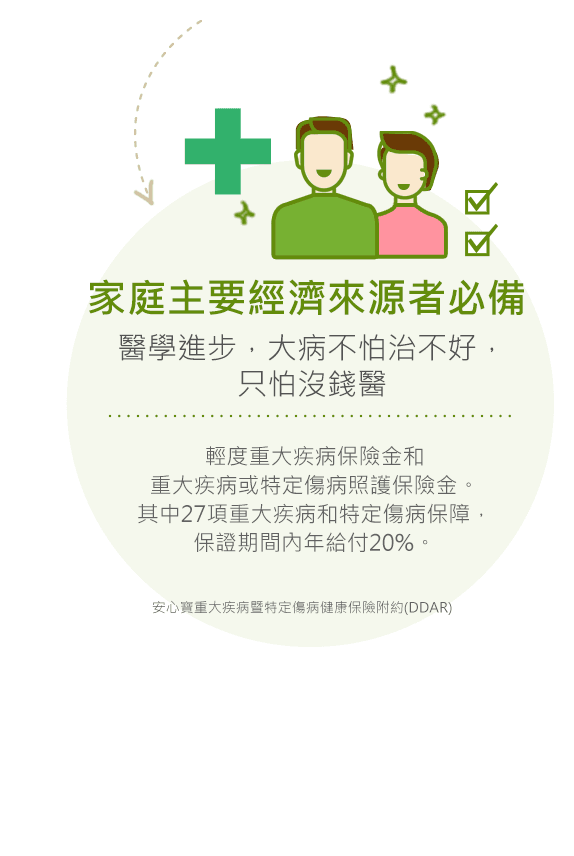 家庭主要經濟來源者必備
醫學進步，大病不怕治不好，
只怕沒錢醫
輕度重大疾病保險金和
重大疾病或特定傷病照護保險金。
其中27項重大疾病和特定傷病保障，
保證期間內年給付20%。
安心寶重大疾病暨特定傷病健康保險附約(DDAR)